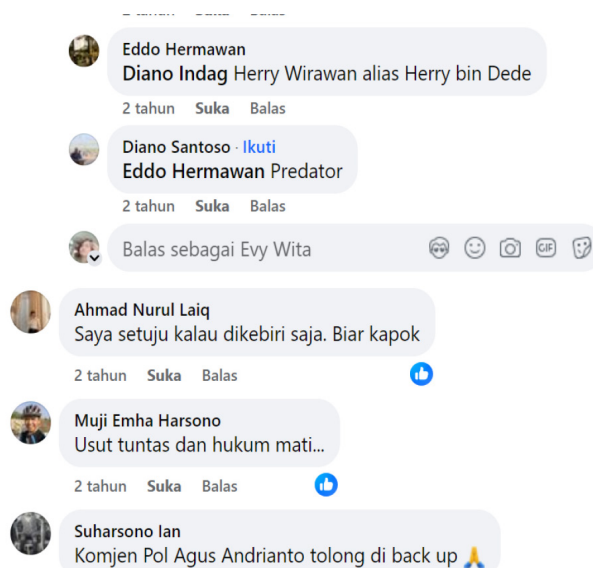 Eddo Hermawan
Diano Indag Herry Wirawan alias Herry bin Dede
2 tahun Suka Balas
Diano Santoso · Ikuti
Eddo Hermawan Predator
2 tahun Suka Balas
Balas sebagai Evy Wita
GIF
Ahmad Nurul Laiq
Saya setuju kalau dikebiri saja. Biar kapok
2 tahun Suka Balas
Muji Emha Harsono
Usut tuntas dan hukum mati...
2 tahun Suka Balas
Suharsono Ian
Komjen Pol Agus Andrianto tolong di back up 🙏